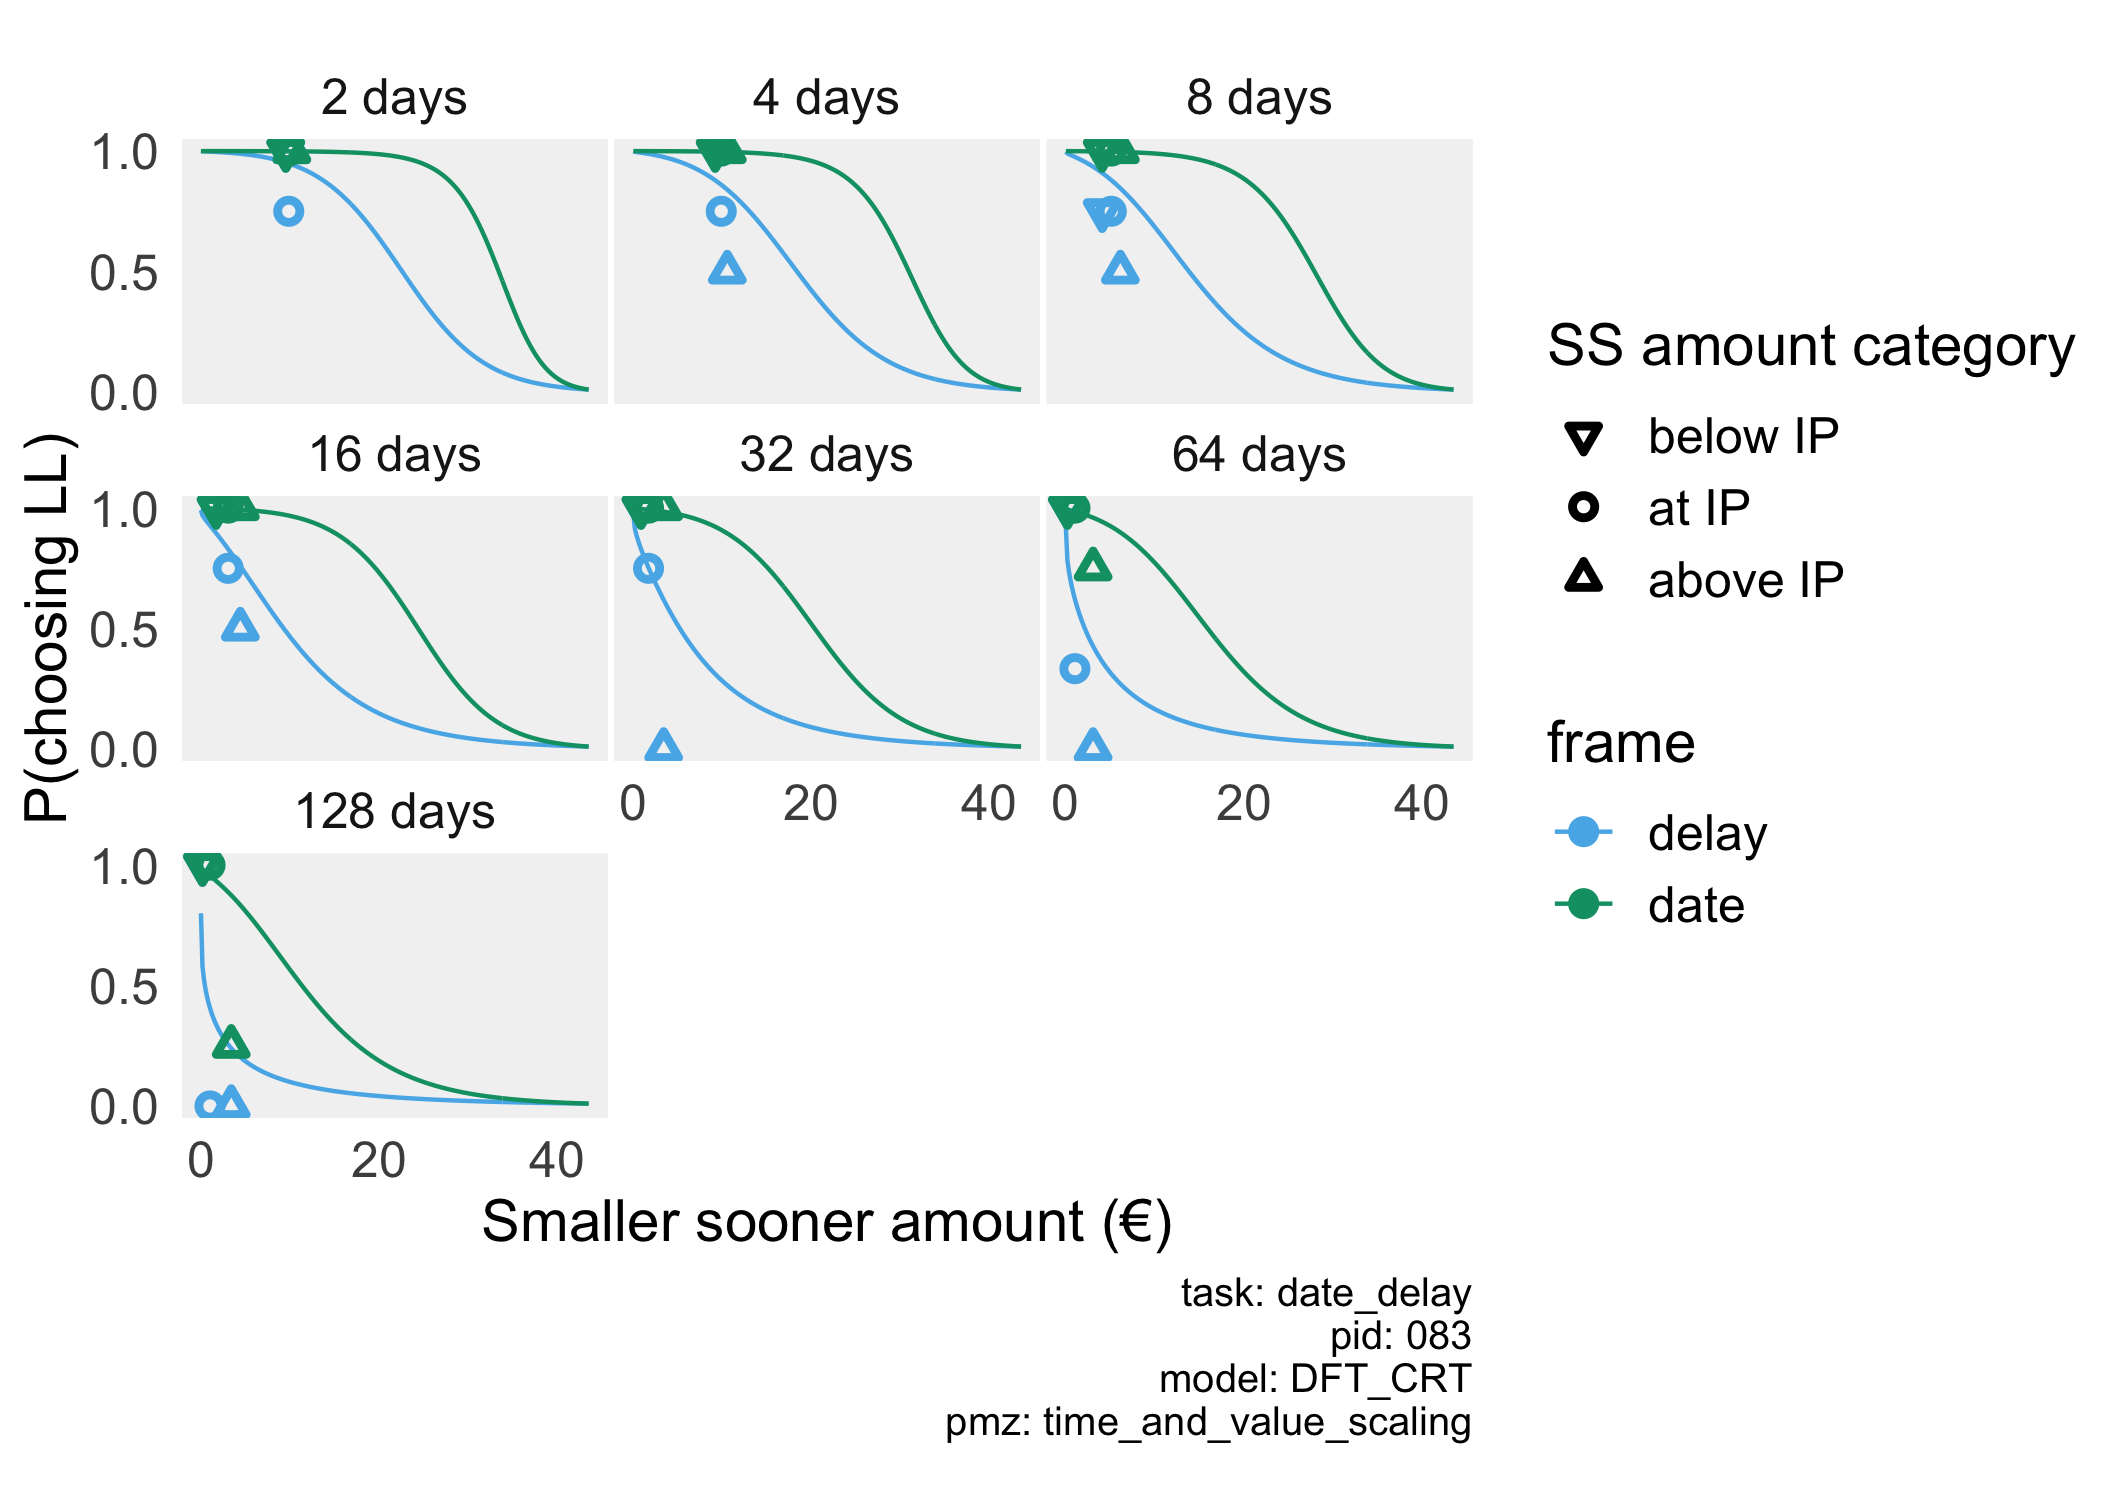 2 days
4 days
8 days
1.0
0.5
0.0
16 days
32 days
64 days
1.0
0.5
0.0
0
20
40
0
20
40
128 days
1.0
0.5
0.0
0
20
40
P(choosing LL)
Smaller sooner amount (€)
SS amount category
below IP
at IP
above IP
frame
delay
date
task: date_delay
pid: 083
model: DFT_CRT
pmz: time_and_value_scaling